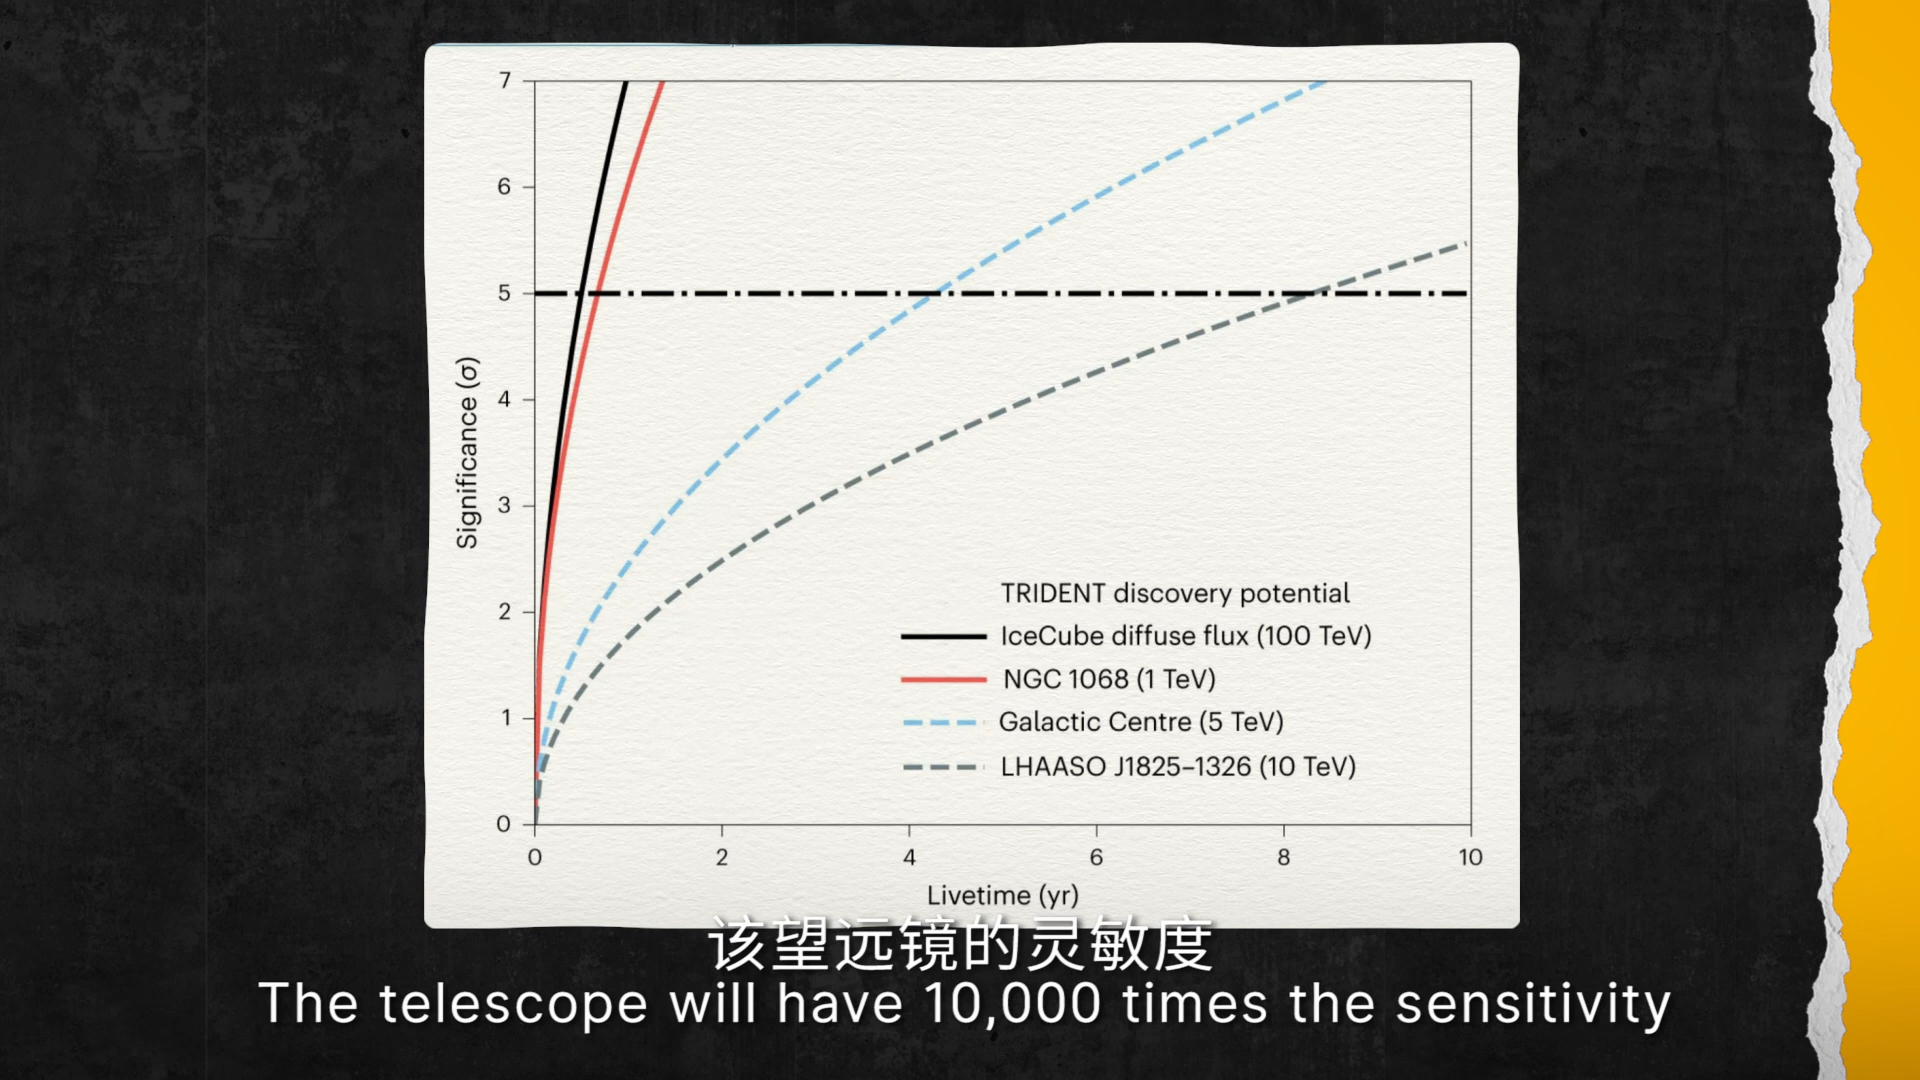 7
6
5
4
3
2
1
0
Significance (σ)
TRIDENT discovery potential
IceCube diffuse flux (100 TeV)
NGC 1068 (1 TeV)
Galactic Centre (5 TeV)
LHAASO J1825–1326 (10 TeV)
0 2 4 6 8 10
Livetime (yr)
该望远镜的灵敏度
The telescope will have 10,000 times the sensitivity